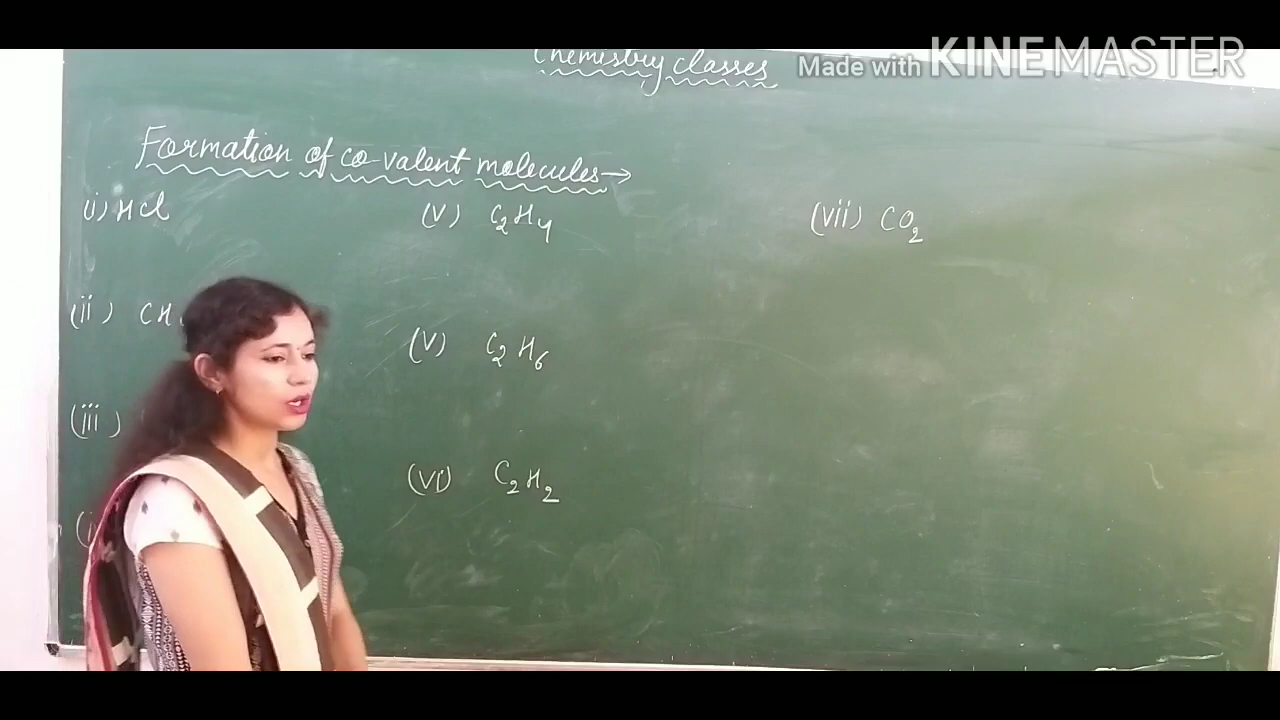 Chemistry classes
Made with KINEMASTER
Formation of co-valent molecules→
(i) HCl
(ii) CH
(iii)
(V) C₂H₄
(V) C₂H₆
(vi) C₂H₂
(vii) CO₂